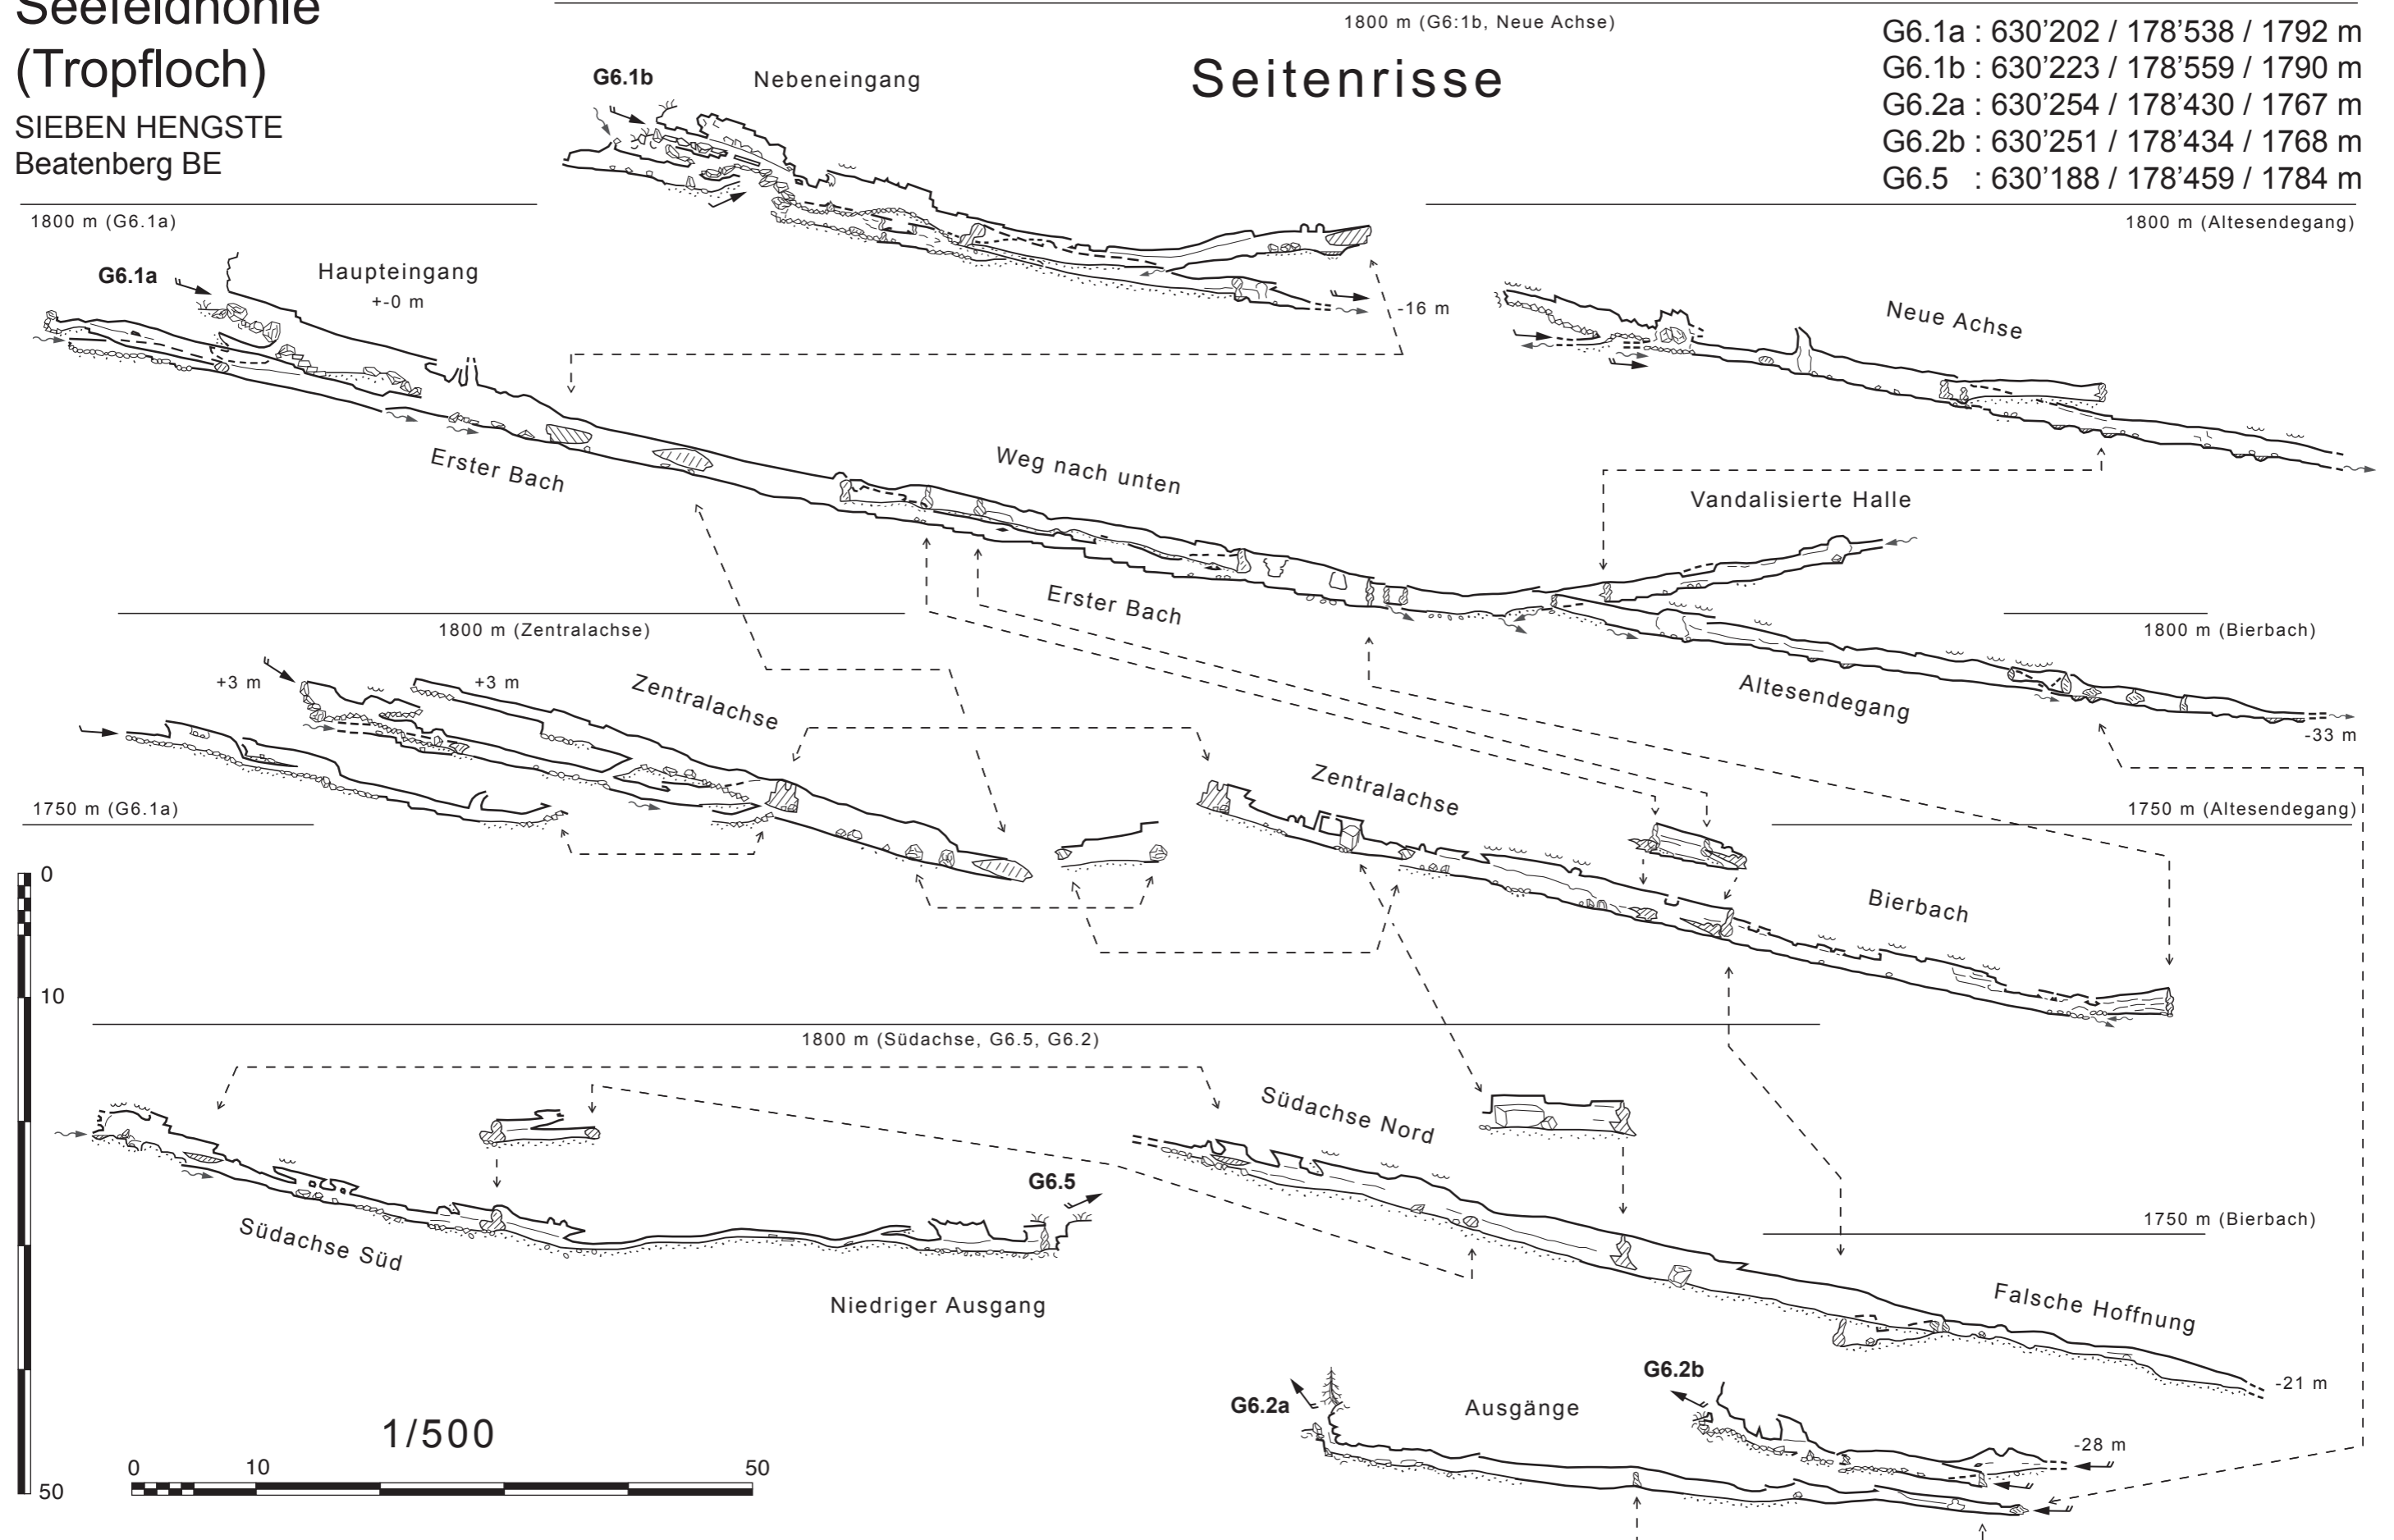 Seefeldhöhle
(Tropfloch)
SIEBEN HENGSTE
Beatenberg BE
1800 m (G6:1b, Neue Achse)
Seitenrisse
G6.1a : 630’202 / 178’538 / 1792 m
G6.1b : 630’223 / 178’559 / 1790 m
G6.2a : 630’254 / 178’430 / 1767 m
G6.2b : 630’251 / 178’434 / 1768 m
G6.5 : 630’188 / 178’459 / 1784 m
G6.1b
Nebeneingang
1800 m (G6.1a)
1800 m (Altesendegang)
G6.1a
Haupteingang
+-0 m
-16 m
Neue Achse
Erster Bach
Weg nach unten
Vandalisierte Halle
Erster Bach
1800 m (Zentralachse)
1800 m (Bierbach)
+3 m
+3 m
Zentralachse
Altesendegang
-33 m
Zentralachse
1750 m (G6.1a)
1750 m (Altesendegang)
Bierbach
0
10
50
1800 m (Südachse, G6.5, G6.2)
Südachse Nord
G6.5
Südachse Süd
1750 m (Bierbach)
Niedriger Ausgang
Falsche Hoffnung
-21 m
G6.2b
G6.2a
Ausgänge
-28 m
1/500
0 10 50